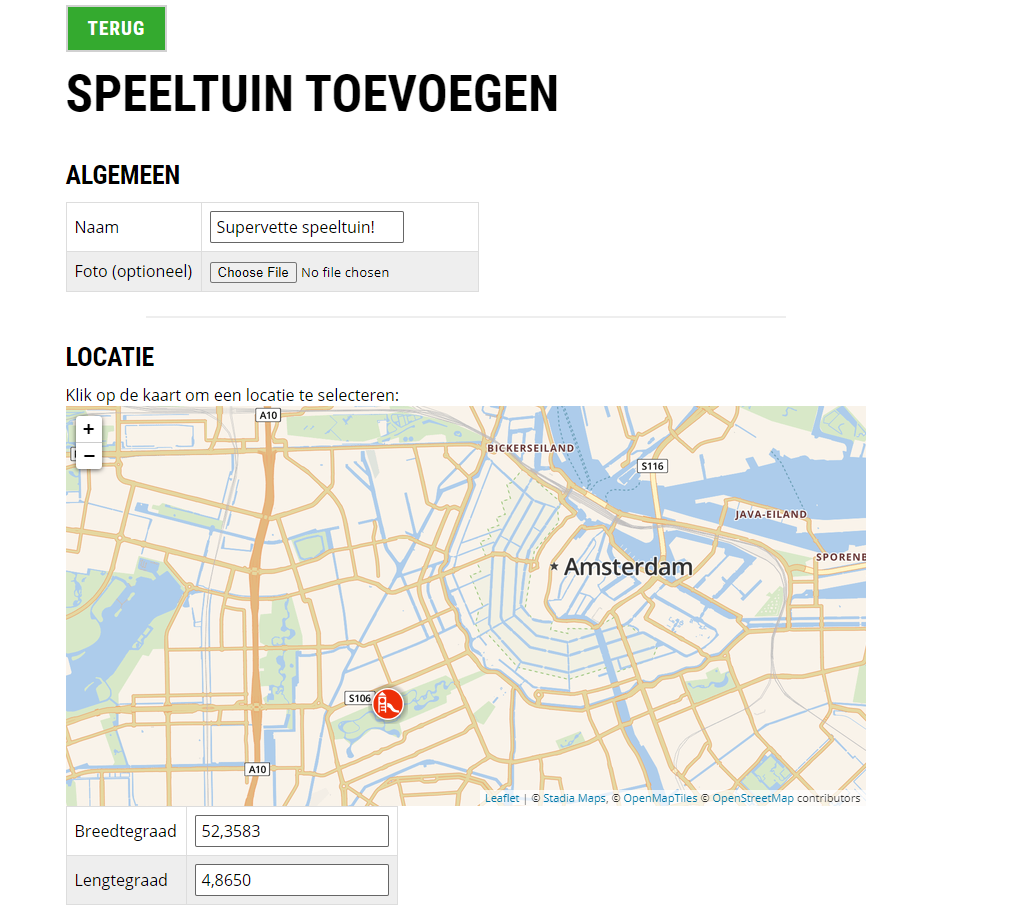 TERUG
SPEELTUIN TOEVOEGEN
ALGEMEEN
Naam Supervette speeltuin!
Foto (optioneel) Choose File No file chosen
LOCATIE
Klik op de kaart om een locatie te selecteren:
A10
+
−
BICKERSEILAND
S116
JAVA-EILAND
SPORENB
Amsterdam
S106
A10
Leaflet | © Stadia Maps, © OpenMapTiles © OpenStreetMap contributors
Breedtegraad 52,3583
Lengtegraad 4,8650